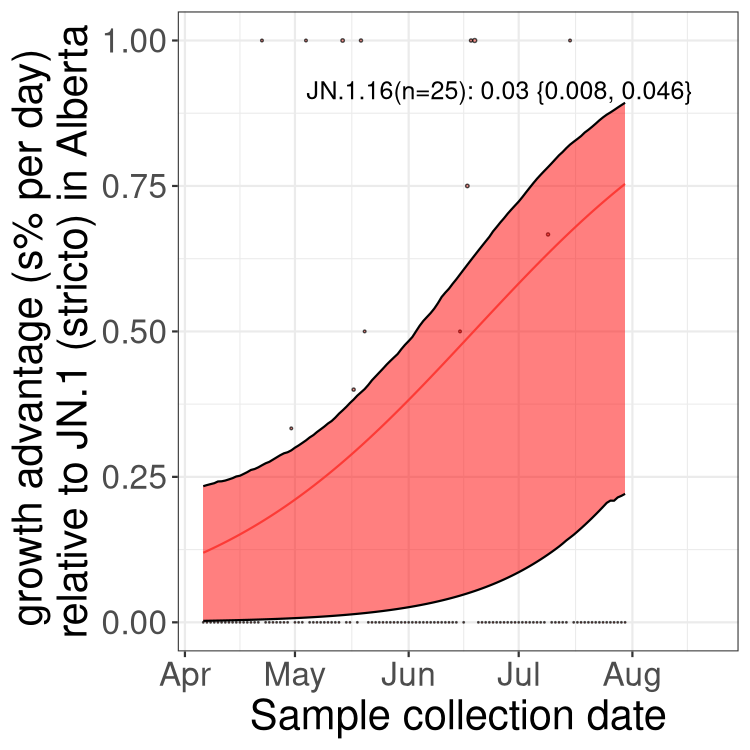 growth advantage (s% per day)
relative to JN.1 (stricto) in Alberta
1.00
0.75
0.50
0.25
0.00
JN.1.16(n=25): 0.03 {0.008, 0.046}
Apr May Jun Jul Aug
Sample collection date